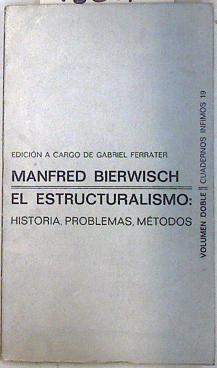 EDICIÓN A CARGO DE GABRIEL FERRATER
MANFRED BIERWISCH
EL ESTRUCTURALISMO:
HISTORIA, PROBLEMAS, MÉTODOS
VOLUMEN DOBLE || CUADERNOS INFIMOS 19